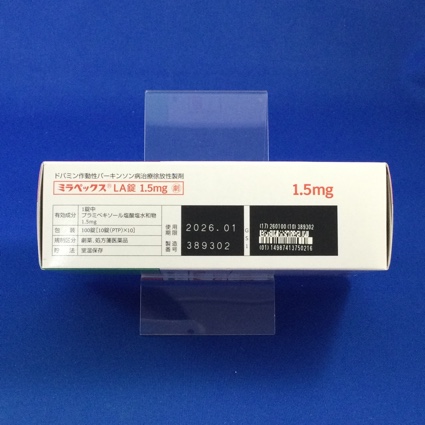 ドパミン作動性パーキンソン病治療徐放性製剤
ミラペックス® LA錠 1.5mg 劇
1.5mg
有効成分 1錠中
プラミペキソール塩酸塩水和物
1.5mg
包装 100錠[10錠(PTP)×10]
規制区分 劇薬、処方箋医薬品
貯法 室温保存
使用
期限 2026.01
製造
番号 389302
GS1
(17) 260100 (10) 389302
(01) 14987413750216